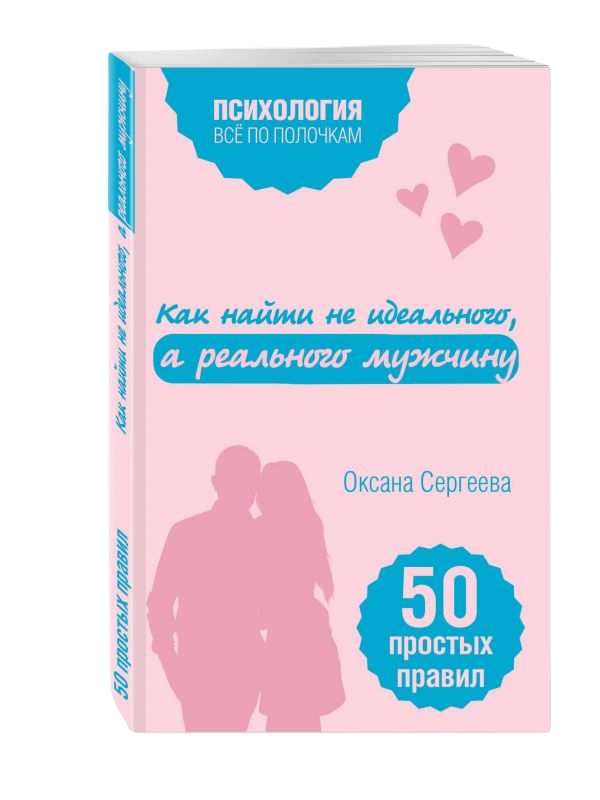 ПСИХОЛОГИЯ
ВСЁ ПО ПОЛОЧКАМ
Как найти не идеального,
а реального мужчину
Оксана Сергеева
50
простых
правил
Как найти не идеального, а реального мужчину
50 простых правил